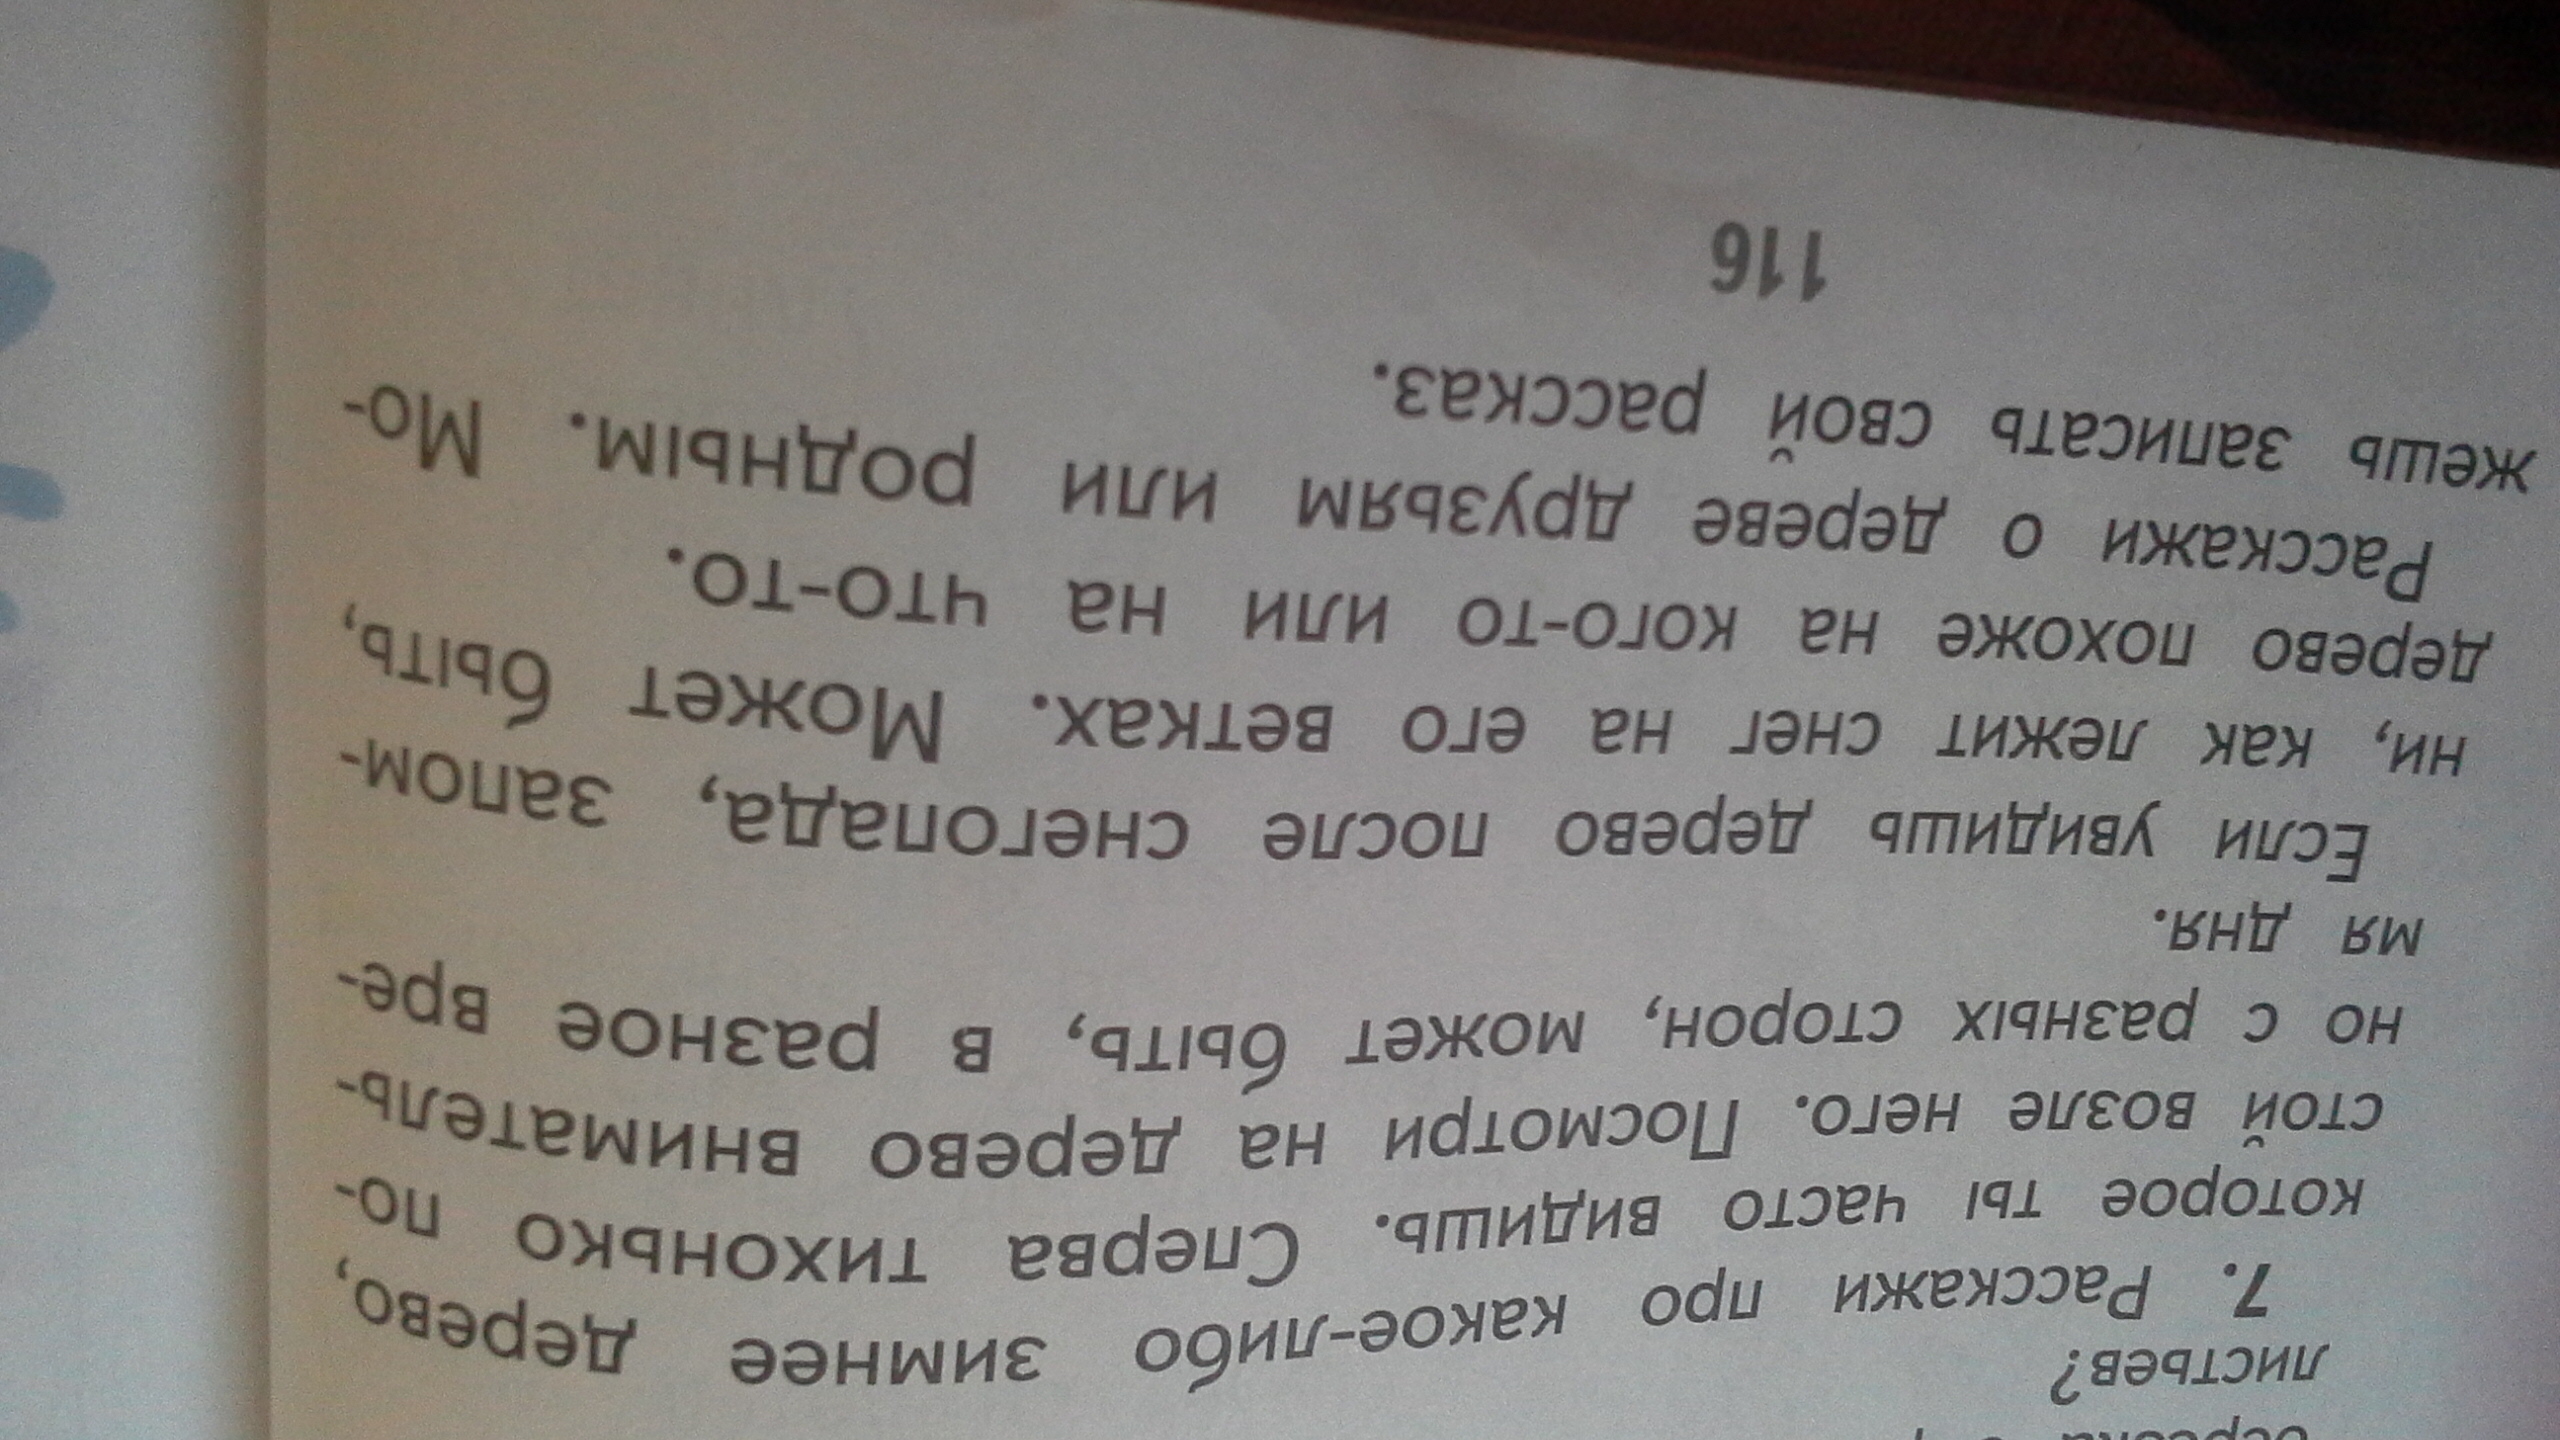 листьев?
7. Расскажи про какое-либо зимнее дерево,
которое ты часто видишь. Сперва тихонько по-
стой возле него. Посмотри на дерево вниматель-
но с разных сторон, может быть, в разное вре-
мя дня.
Если увидишь дерево после снегопада, запом-
ни, как лежит снег на его ветках. Может быть,
дерево похоже на кого-то или на что-то.
Расскажи о дереве друзьям или родным. Мо-
жешь записать свой рассказ.
116